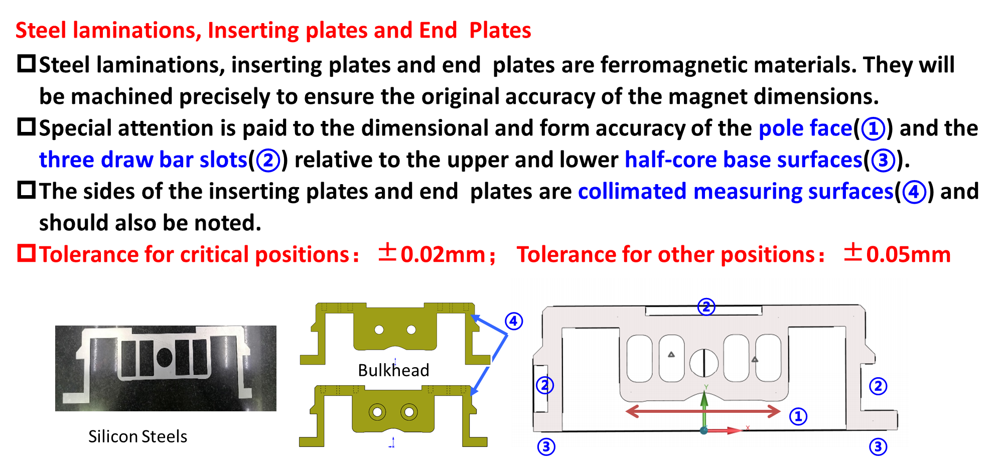 Steel laminations, Inserting plates and End  Plates
Steel laminations, inserting plates and end  plates are ferromagnetic materials. They will
be machined precisely to ensure the original accuracy of the magnet dimensions.
Special attention is paid to the dimensional and form accuracy of the pole face(①) and the
three draw bar slots(②) relative to the upper and lower half-core base surfaces(③).
The sides of the inserting plates and end  plates are collimated measuring surfaces(④) and
should also be noted.
Tolerance for critical positions： ±0.02mm； Tolerance for other positions： ±0.05mm
②
④
Bulkhead
②
②
Y
①
X
Silicon Steels
③
③